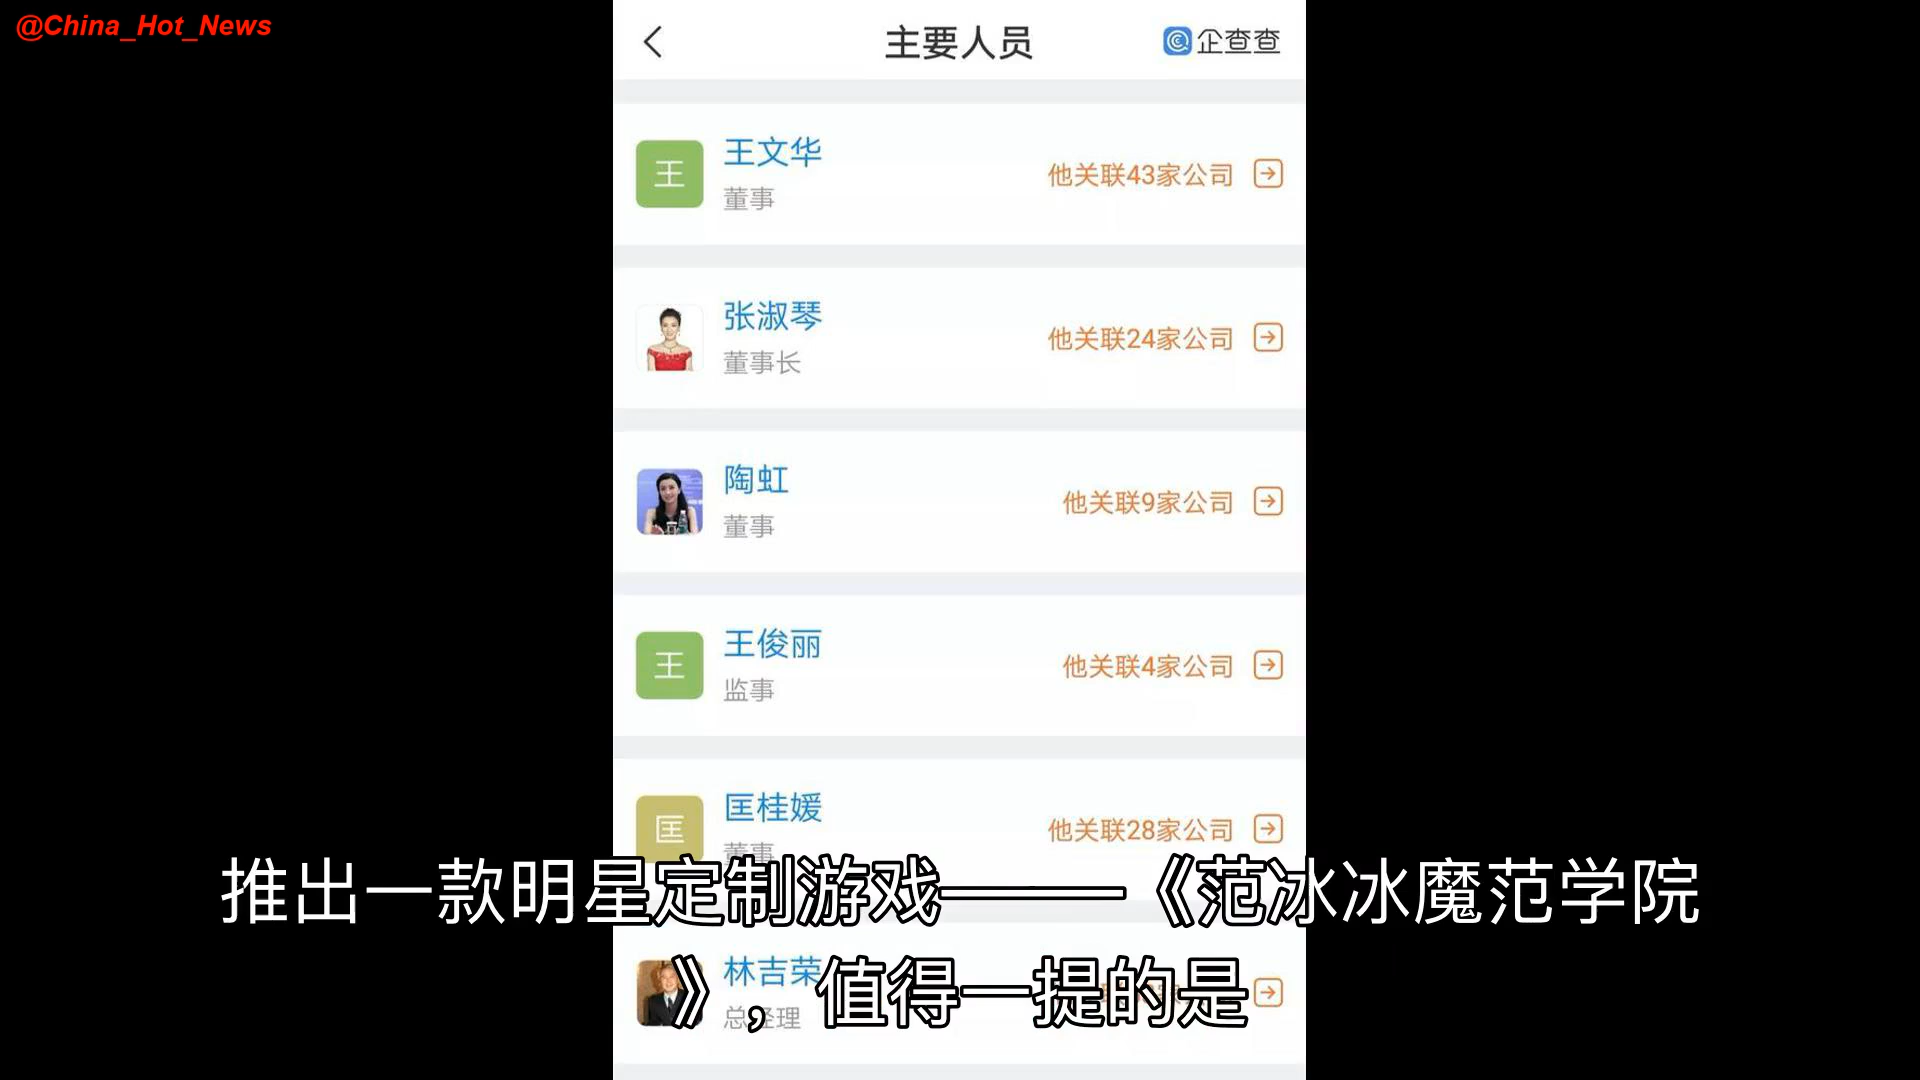 @China_Hot_News
主要人员
企查查
王
王文华
董事
他关联43家公司
张淑琴
董事长
他关联24家公司
陶虹
董事
他关联9家公司
王
王俊丽
监事
他关联4家公司
匡
匡桂媛
董事
他关联28家公司
推出一款明星定制游戏——《范冰冰魔范学院
林吉荣
总经理
》，值得一提的是